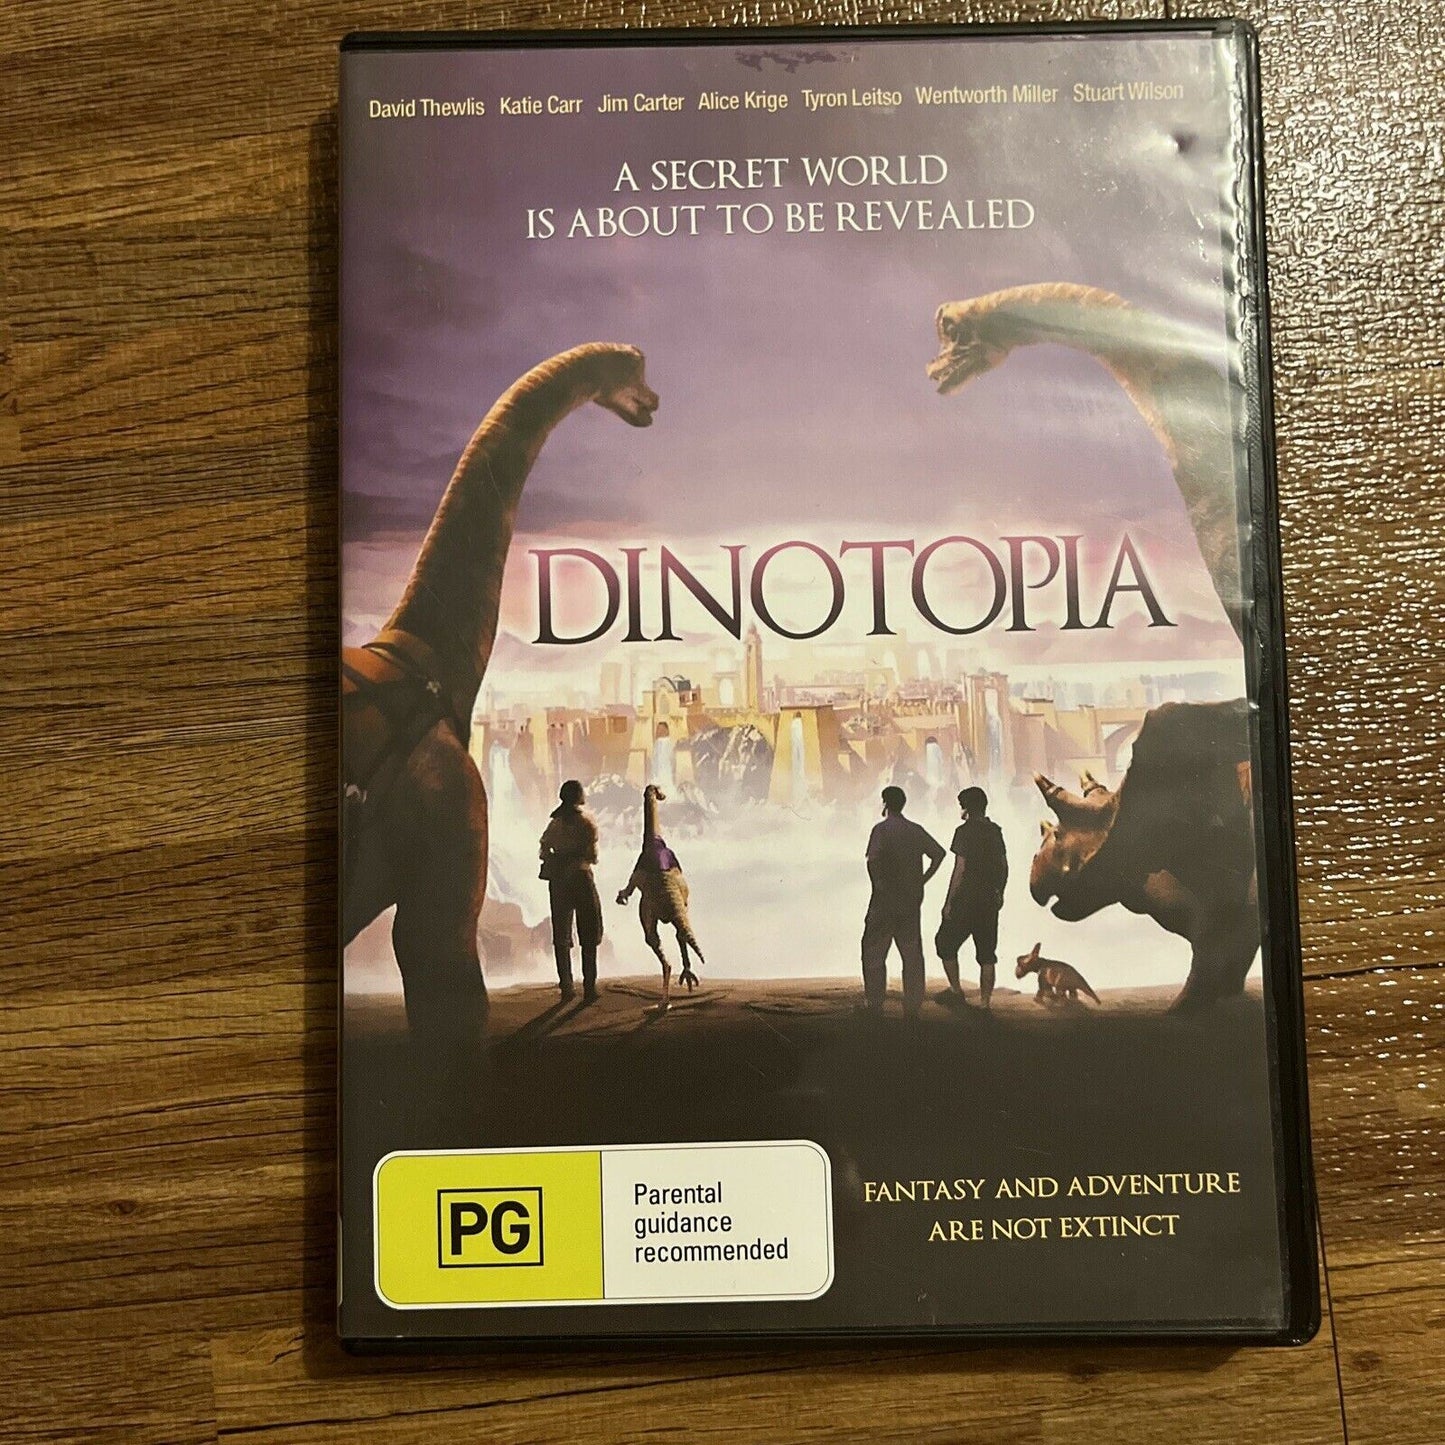 David Thewlis Katie Carr Jim Carter Alice Krige Tyron Leitso Wentworth Miller Stuart Wilson
A SECRET WORLD
IS ABOUT TO BE REVEALED
DINOTOPIA
PG
Parental
guidance
recommended
FANTASY AND ADVENTURE
ARE NOT EXTINCT